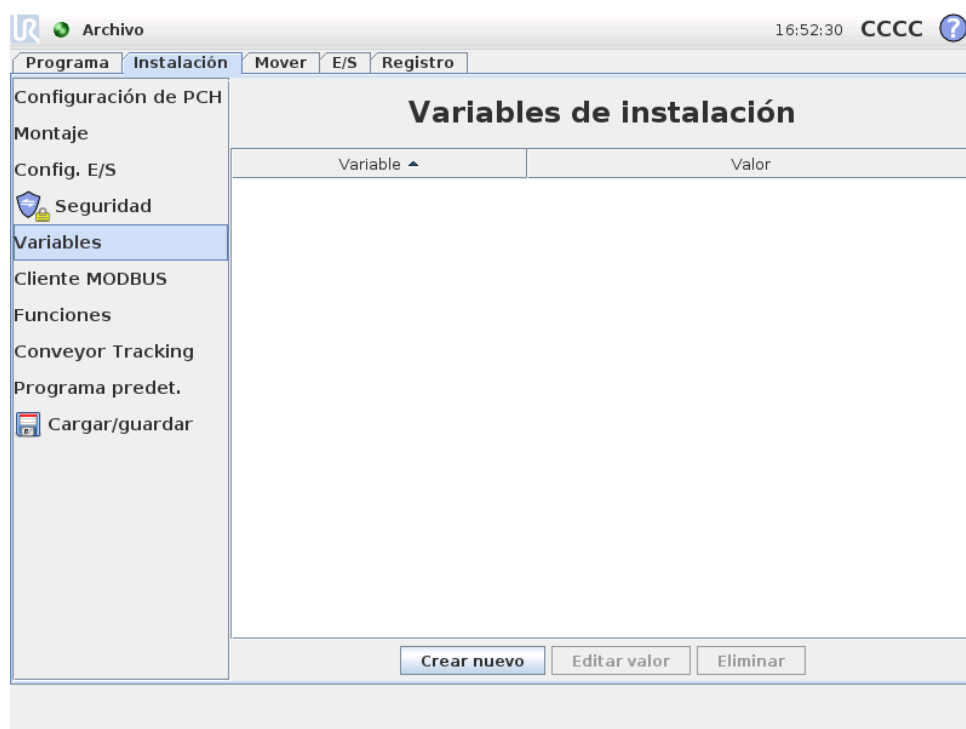 UR Archivo 16:52:30 CCCC ?
Programa Instalación Mover E/S Registro
Configuración de PCH
Montaje
Config. E/S
Seguridad
Variables
Cliente MODBUS
Funciones
Conveyor Tracking
Programa predet.
Cargar/guardar
Variables de instalación
Variable Valor
Crear nuevo Editar valor Eliminar